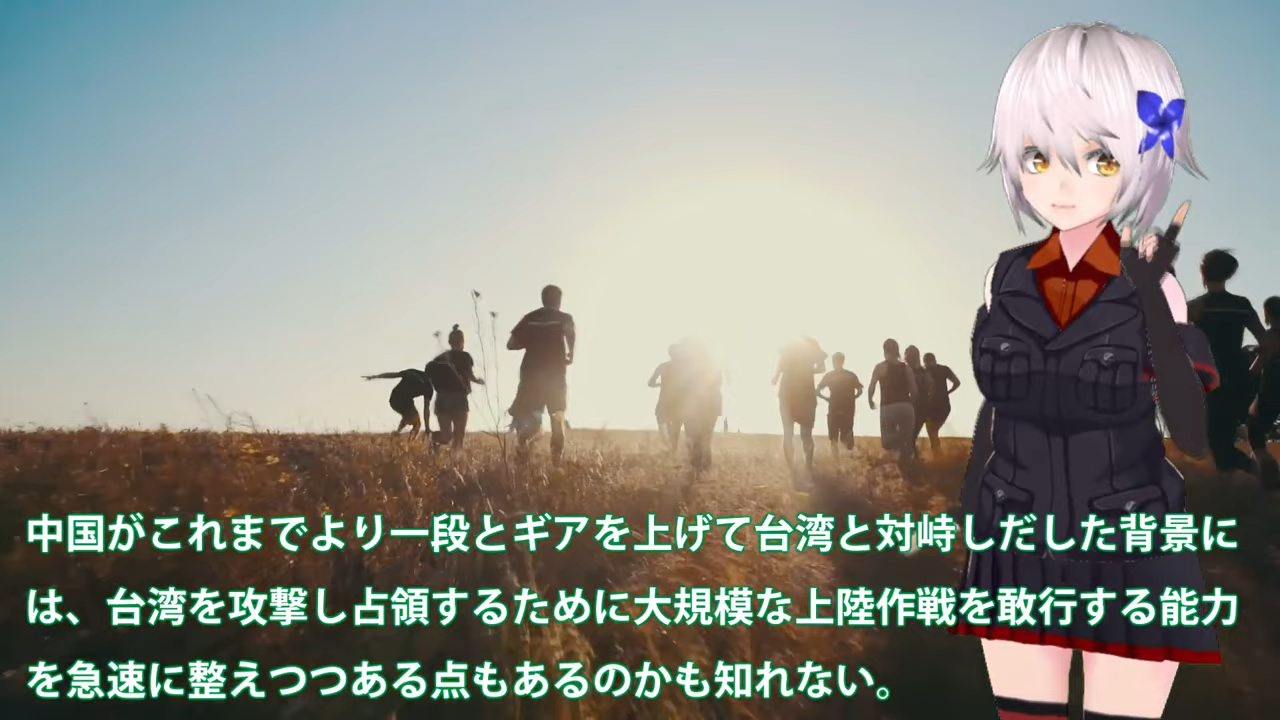 中国がこれまでより一段とギアを上げて台湾と対峙しだした背景に
は、台湾を攻撃し占領するために大規模な上陸作戦を敢行する能力
を急速に整えつつある点もあるのかも知れない。